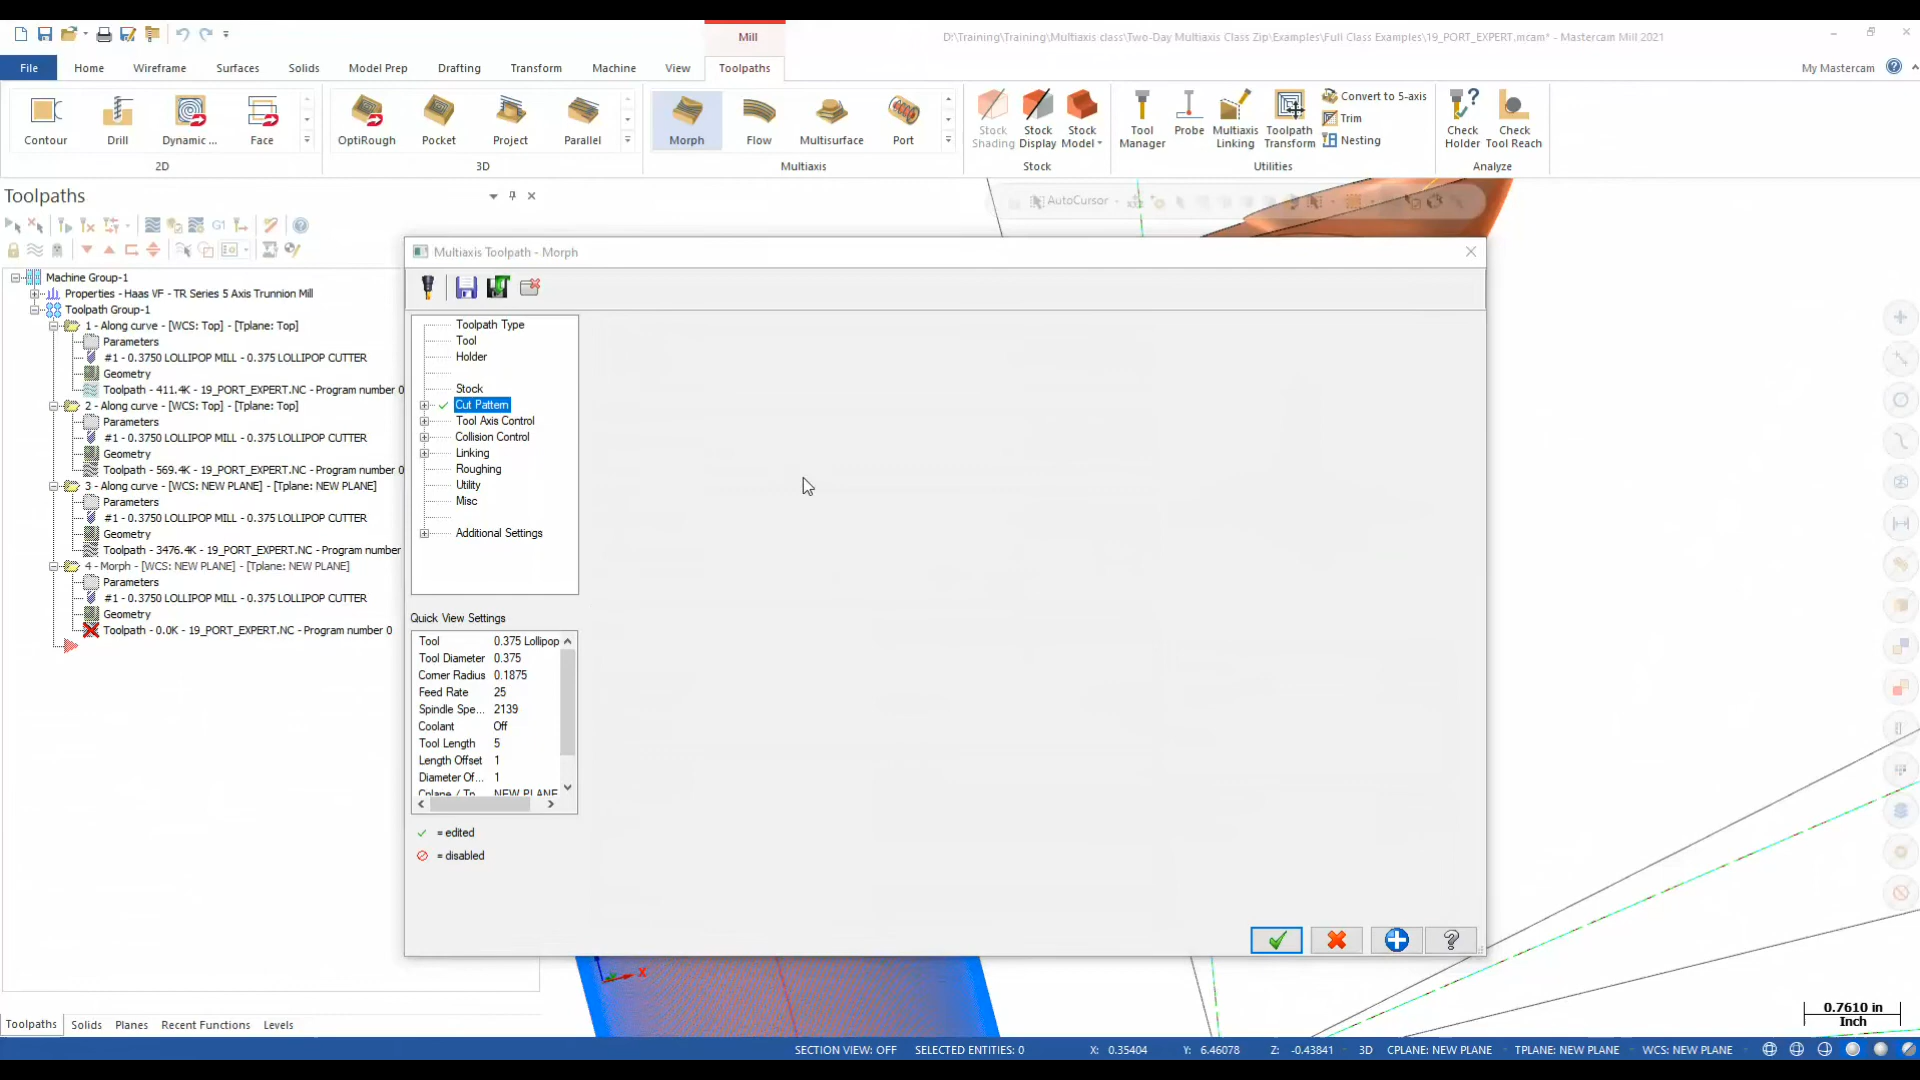 Mill
D:\Training\Training\Multiaxis class\Two-Day Multiaxis Class Zip\Examples\Full Class Examples\19_PORT_EXPERT.mcam* - Mastercam Mill 2021
File Home Wireframe Surfaces Solids Model Prep Drafting Transform Machine View Toolpaths My Mastercam
Contour Drill Dynamic ... Face
2D
OptiRough Pocket Project Parallel
3D
Morph Flow Multisurface Port
Multiaxis
Stock Shading
Stock Display
Stock Model
Stock
Tool Manager
Probe
Multiaxis Linking
Toolpath Transform
Convert to 5-axis
Trim
Nesting
Utilities
Check Holder
Check Tool Reach
Analyze
Toolpaths
G1
AutoCursor
Machine Group-1
Properties - Haas VF - TR Series 5 Axis Trunnion Mill
Toolpath Group-1
1 - Along curve - [WCS: Top] - [Tplane: Top]
Parameters
#1 - 0.3750 LOLLIPOP MILL - 0.375 LOLLIPOP CUTTER
Geometry
Toolpath - 411.4K - 19_PORT_EXPERT.NC - Program number 0
2 - Along curve - [WCS: Top] - [Tplane: Top]
Parameters
#1 - 0.3750 LOLLIPOP MILL - 0.375 LOLLIPOP CUTTER
Geometry
Toolpath - 569.4K - 19_PORT_EXPERT.NC - Program number 0
3 - Along curve - [WCS: NEW PLANE] - [Tplane: NEW PLANE]
Parameters
#1 - 0.3750 LOLLIPOP MILL - 0.375 LOLLIPOP CUTTER
Geometry
Toolpath - 3476.4K - 19_PORT_EXPERT.NC - Program number
4 - Morph - [WCS: NEW PLANE] - [Tplane: NEW PLANE]
Parameters
#1 - 0.3750 LOLLIPOP MILL - 0.375 LOLLIPOP CUTTER
Geometry
Toolpath - 0.0K - 19_PORT_EXPERT.NC - Program number 0
Multiaxis Toolpath - Morph
Toolpath Type
Tool
Holder
Stock
Cut Pattern
Tool Axis Control
Collision Control
Linking
Roughing
Utility
Misc
Additional Settings
Quick View Settings
Tool 0.375 Lollipop
Tool Diameter 0.375
Corner Radius 0.1875
Feed Rate 25
Spindle Spe... 2139
Coolant Off
Tool Length 5
Length Offset 1
Diameter Of... 1
Cplane / Tp... NEW PLANE
= edited
= disabled
X
0.7610 in
Inch
Toolpaths Solids Planes Recent Functions Levels
SECTION VIEW: OFF SELECTED ENTITIES: 0 X: 0.35404 Y: 6.46078 Z: -0.43841 3D CPLANE: NEW PLANE TPLANE: NEW PLANE WCS: NEW PLANE